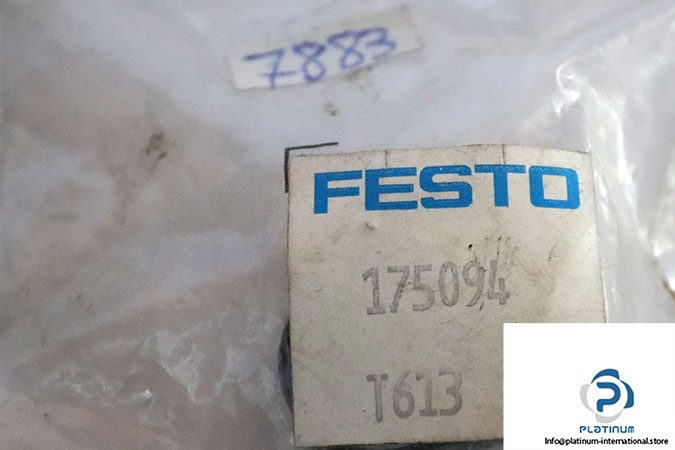 7883
FESTO
175094
T613
PLATINUM
Info@platinum-international.store